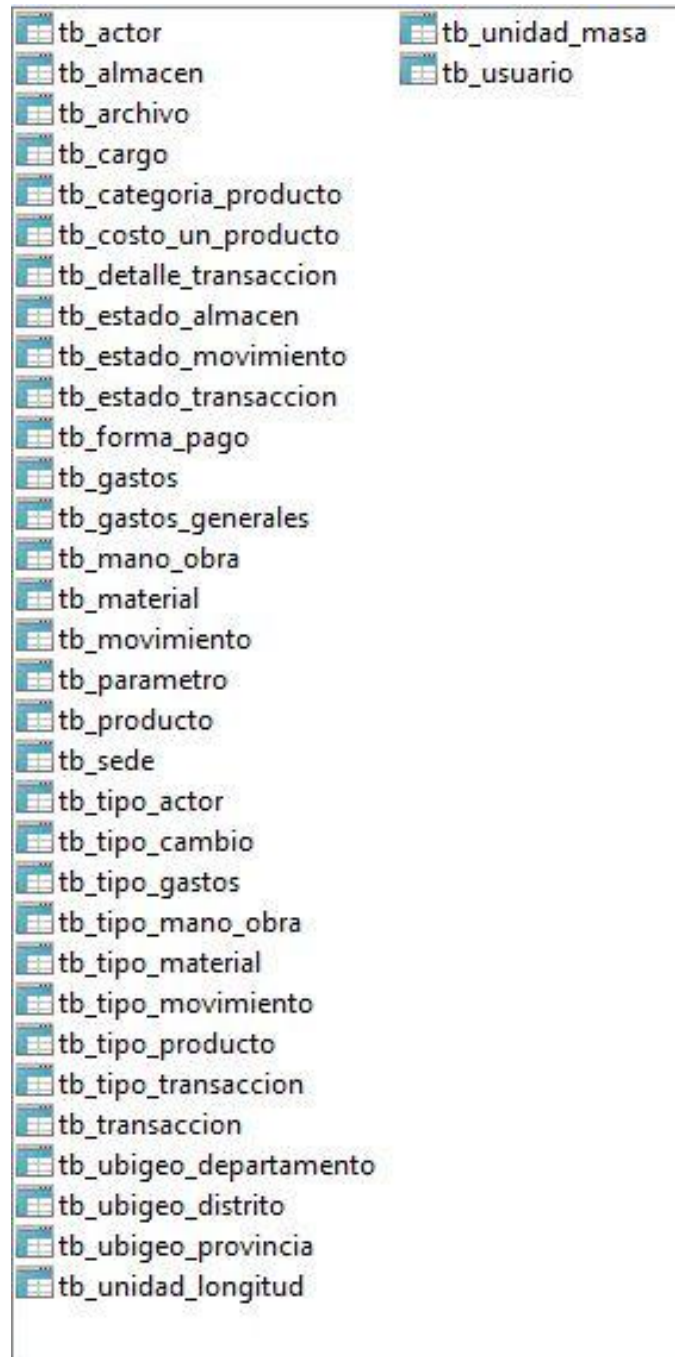 tb_actor
tb_almacen
tb_archivo
tb_cargo
tb_categoria_producto
tb_costo_un_producto
tb_detalle_transaccion
tb_estado_almacen
tb_estado_movimiento
tb_estado_transaccion
tb_forma_pago
tb_gastos
tb_gastos_generales
tb_mano_obra
tb_material
tb_movimiento
tb_parametro
tb_producto
tb_sede
tb_tipo_actor
tb_tipo_cambio
tb_tipo_gastos
tb_tipo_mano_obra
tb_tipo_material
tb_tipo_movimiento
tb_tipo_producto
tb_tipo_transaccion
tb_transaccion
tb_ubigeo_departamento
tb_ubigeo_distrito
tb_ubigeo_provincia
tb_unidad_longitud
tb_unidad_masa
tb_usuario